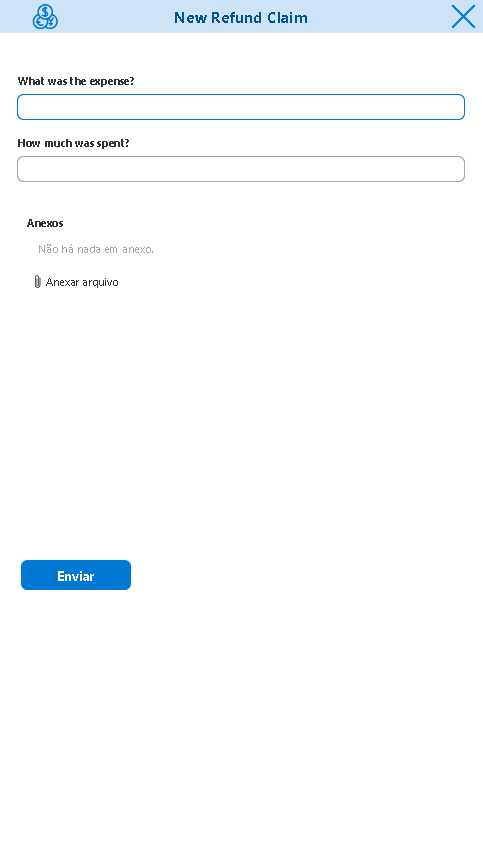 New Refund Claim
What was the expense?
How much was spent?
Anexos
Não há nada em anexo.
Anexar arquivo
Enviar